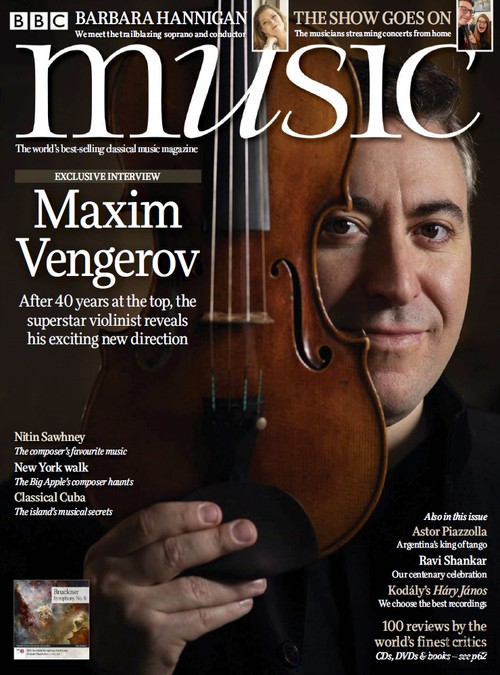 BBC
BARBARA HANNIGAN
We meet the trailblazing soprano and conductor
THE SHOW GOES ON
The musicians streaming concerts from home
music
The world's best-selling classical music magazine
EXCLUSIVE INTERVIEW
Maxim
Vengerov
After 40 years at the top, the
superstar violinist reveals
his exciting new direction
Nitin Sawhney
The composer's favourite music
New York walk
The Big Apple's composer haunts
Classical Cuba
The island's musical secrets
Also in this issue
Astor Piazzolla
Argentina's king of tango
Ravi Shankar
Our centenary celebration
Kodály's Háry János
We choose the best recordings
100 reviews by the
world's finest critics
CDs, DVDs & books – see p62
Bruckner
Symphony No. 8